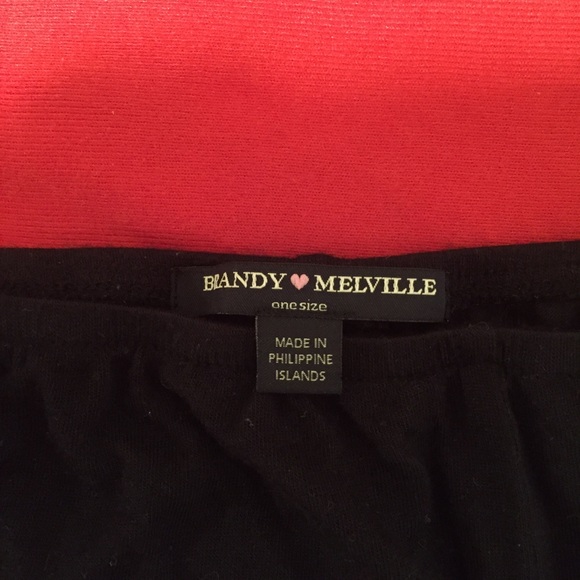 BRANDY ♥ MELVILLE
one size
MADE IN
PHILIPPINE
ISLANDS